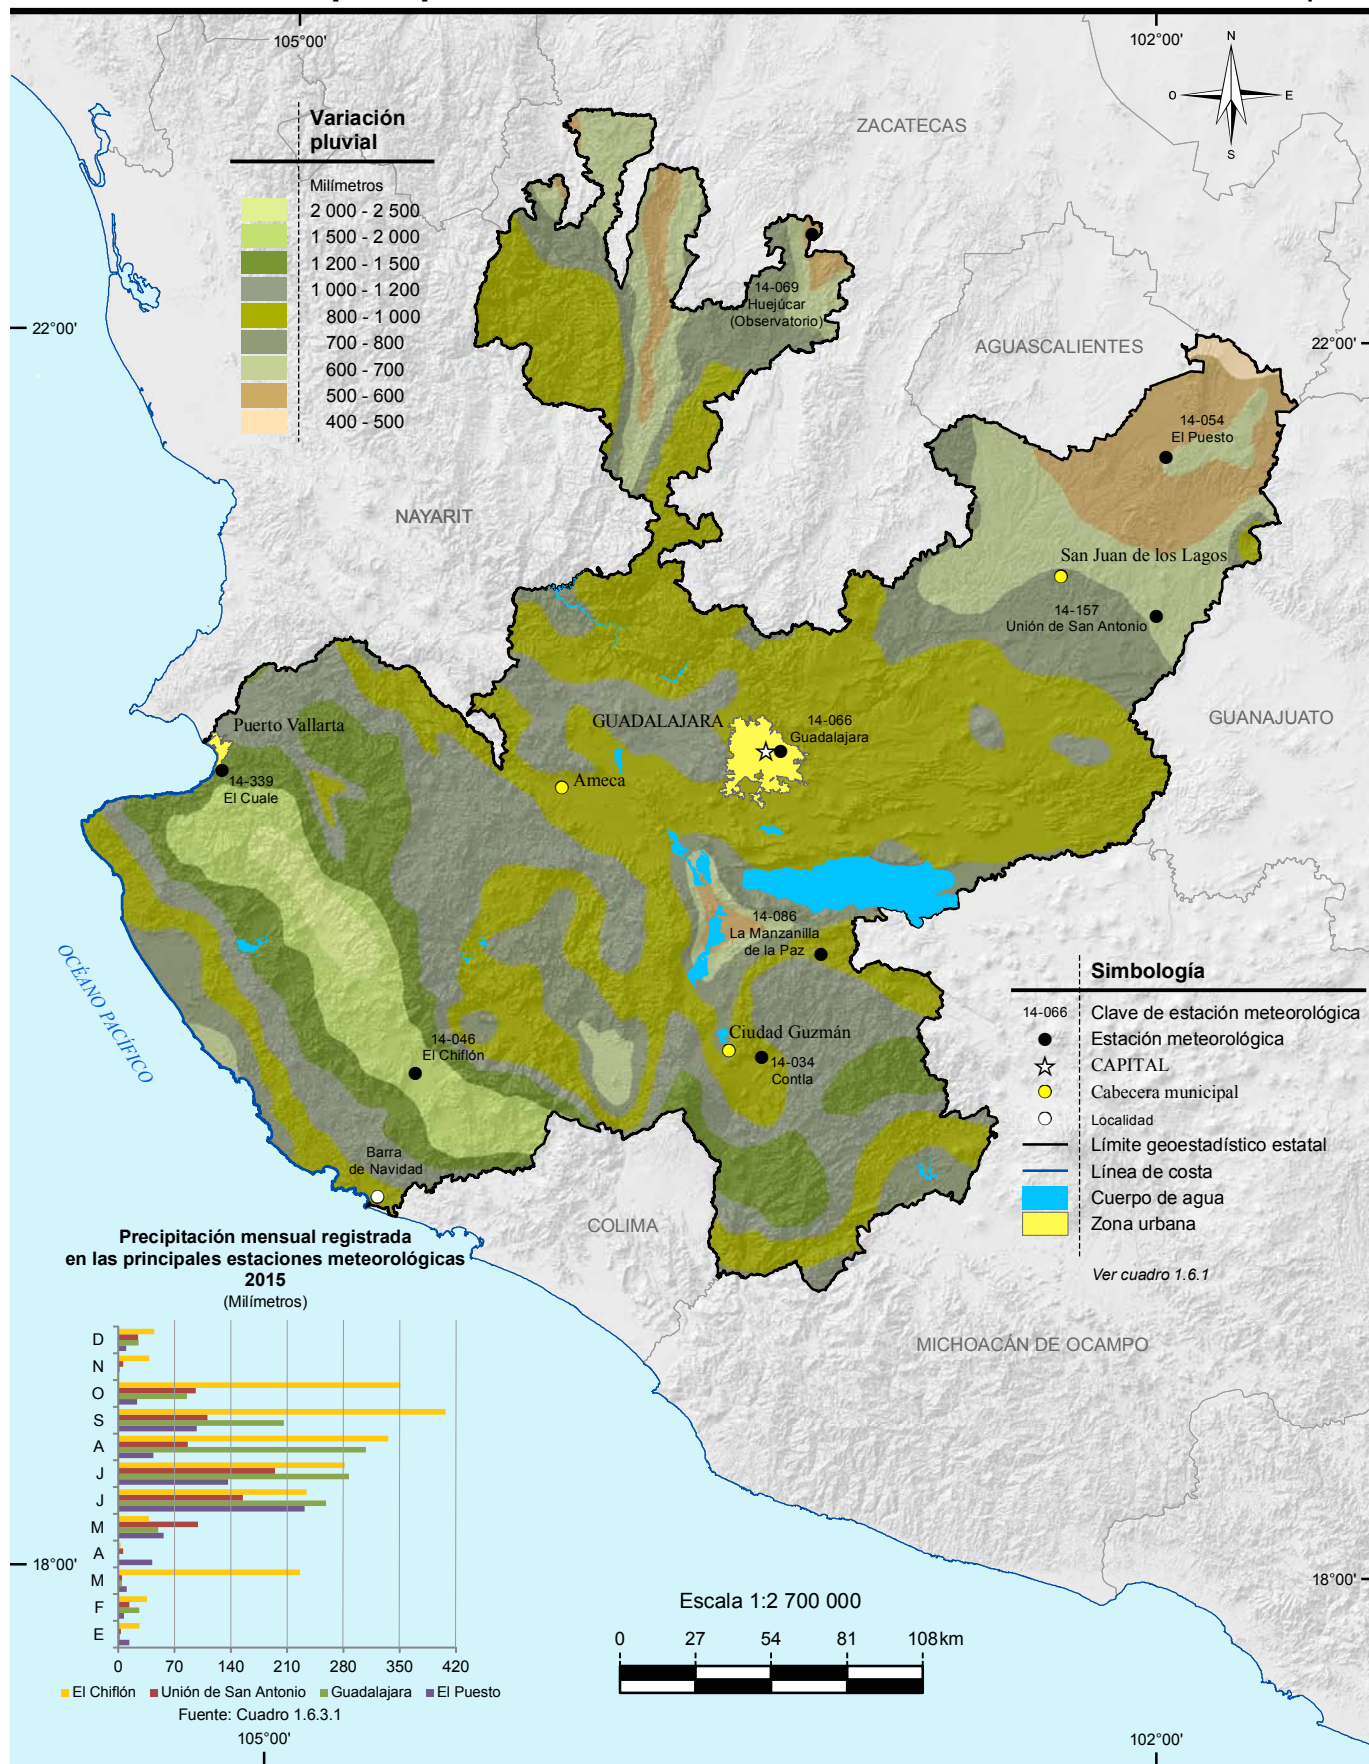 105°00'
102°00'
N
O
E
S
Variación
pluvial
Milímetros
2 000 - 2 500
1 500 - 2 000
1 200 - 1 500
1 000 - 1 200
800 - 1 000
700 - 800
600 - 700
500 - 600
400 - 500
ZACATECAS
14-069
Huejúcar
(Observatorio)
22°00'
22°00'
AGUASCALIENTES
14-054
El Puesto
NAYARIT
San Juan de los Lagos
14-157
Unión de San Antonio
Puerto Vallarta
GUADALAJARA
14-066
Guadalajara
GUANAJUATO
14-339
El Cuale
Ameca
14-086
La Manzanilla
de la Paz
OCÉANO PACÍFICO
Simbología
14-066 Clave de estación meteorológica
Estación meteorológica
CAPITAL
Cabecera municipal
Localidad
Límite geoestadístico estatal
Línea de costa
Cuerpo de agua
Zona urbana
Ver cuadro 1.6.1
14-046
El Chiflón
Ciudad Guzmán
14-034
Contla
Barra
de Navidad
COLIMA
MICHOACÁN DE OCAMPO
Precipitación mensual registrada
en las principales estaciones meteorológicas
2015
(Milímetros)
D
N
O
S
A
J
J
M
A
M
F
E
0 70 140 210 280 350 420
El Chiflón Unión de San Antonio Guadalajara El Puesto
Fuente: Cuadro 1.6.3.1
18°00'
18°00'
Escala 1:2 700 000
0 27 54 81 108 km
105°00'
102°00'